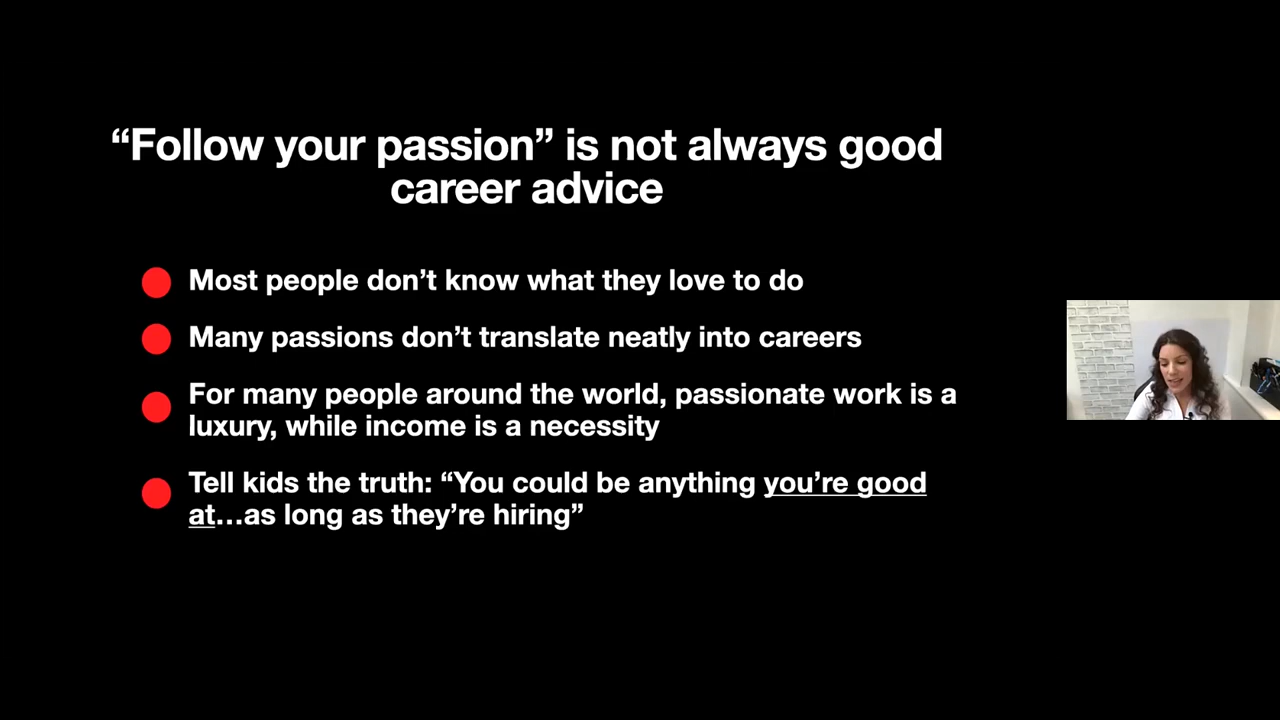 “Follow your passion” is not always good
career advice
Most people don’t know what they love to do
Many passions don’t translate neatly into careers
For many people around the world, passionate work is a
luxury, while income is a necessity
Tell kids the truth: “You could be anything you’re good
at…as long as they’re hiring”